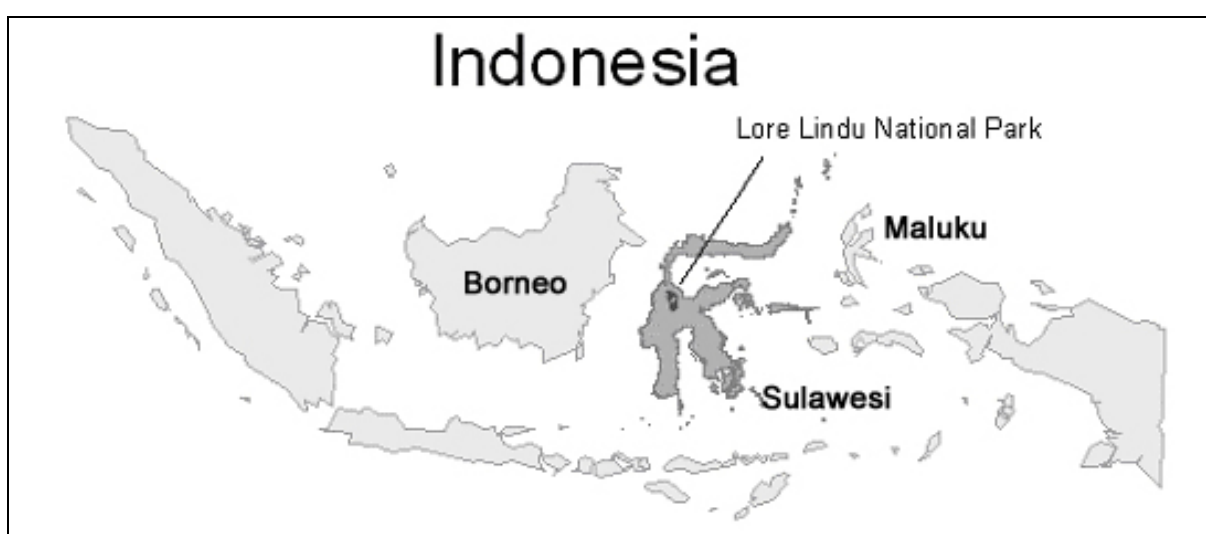 Indonesia
Lore Lindu National Park
Maluku
Borneo
Sulawesi